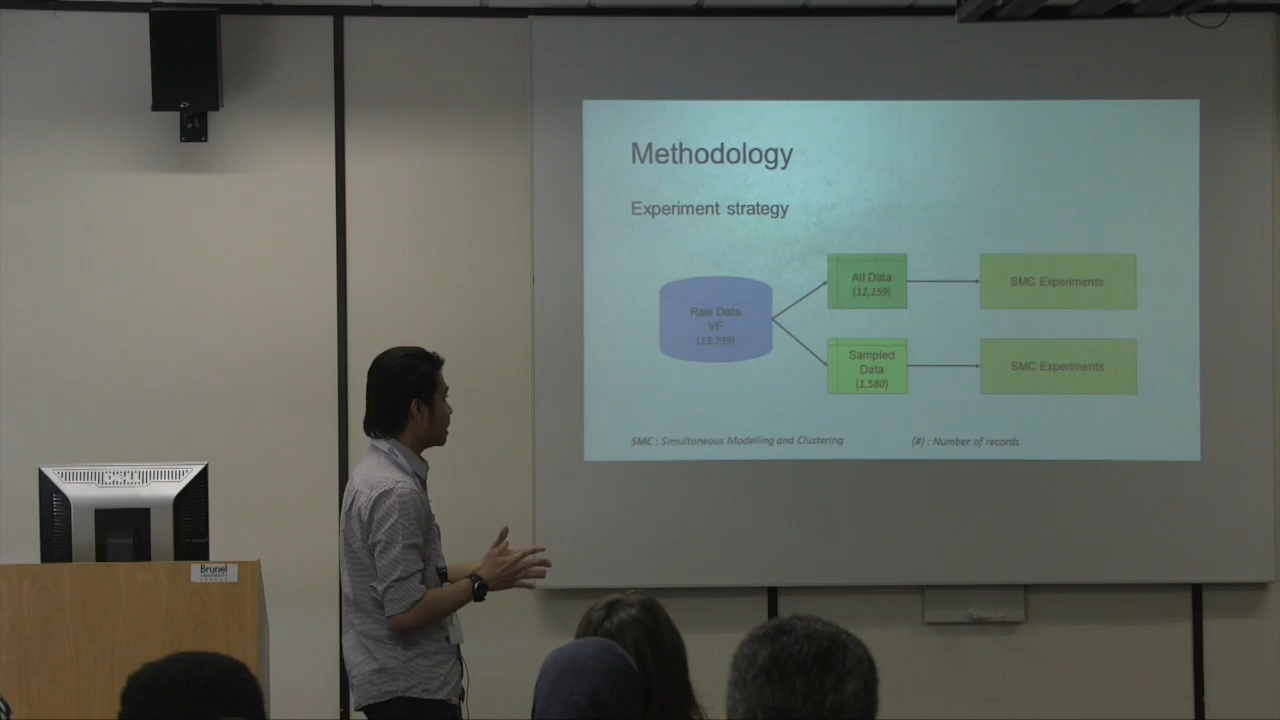 Methodology
Experiment strategy
Raw Data
VF
(13,739)
All Data
(12,159)
SMC Experiments
Sampled
Data
(1,580)
SMC Experiments
SMC : Simultaneous Modelling and Clustering
(#) : Number of records
Brunel